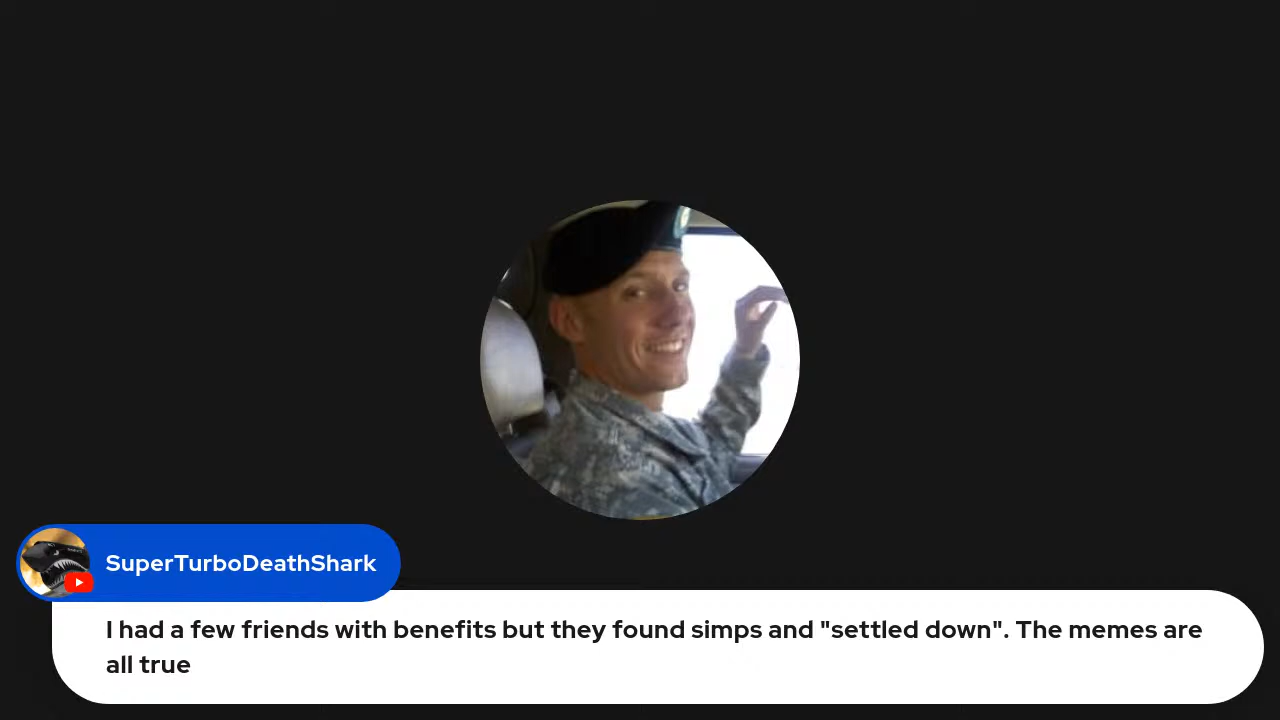 SuperTurboDeathShark
I had a few friends with benefits but they found simps and "settled down". The memes are
all true